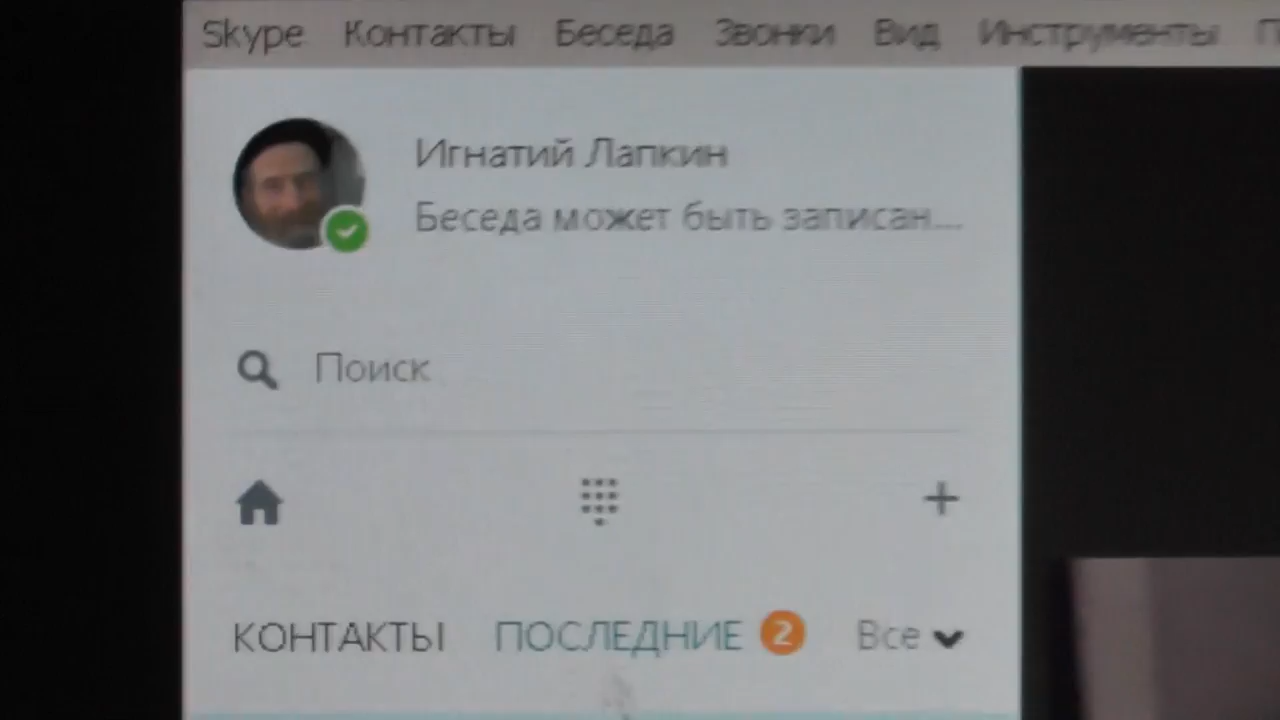 Skype Контакты Беседа Звонки Вид Инструменты П
Игнатий Лапкин
Беседа может быть записан....
Поиск
КОНТАКТЫ ПОСЛЕДНИЕ 2 Все